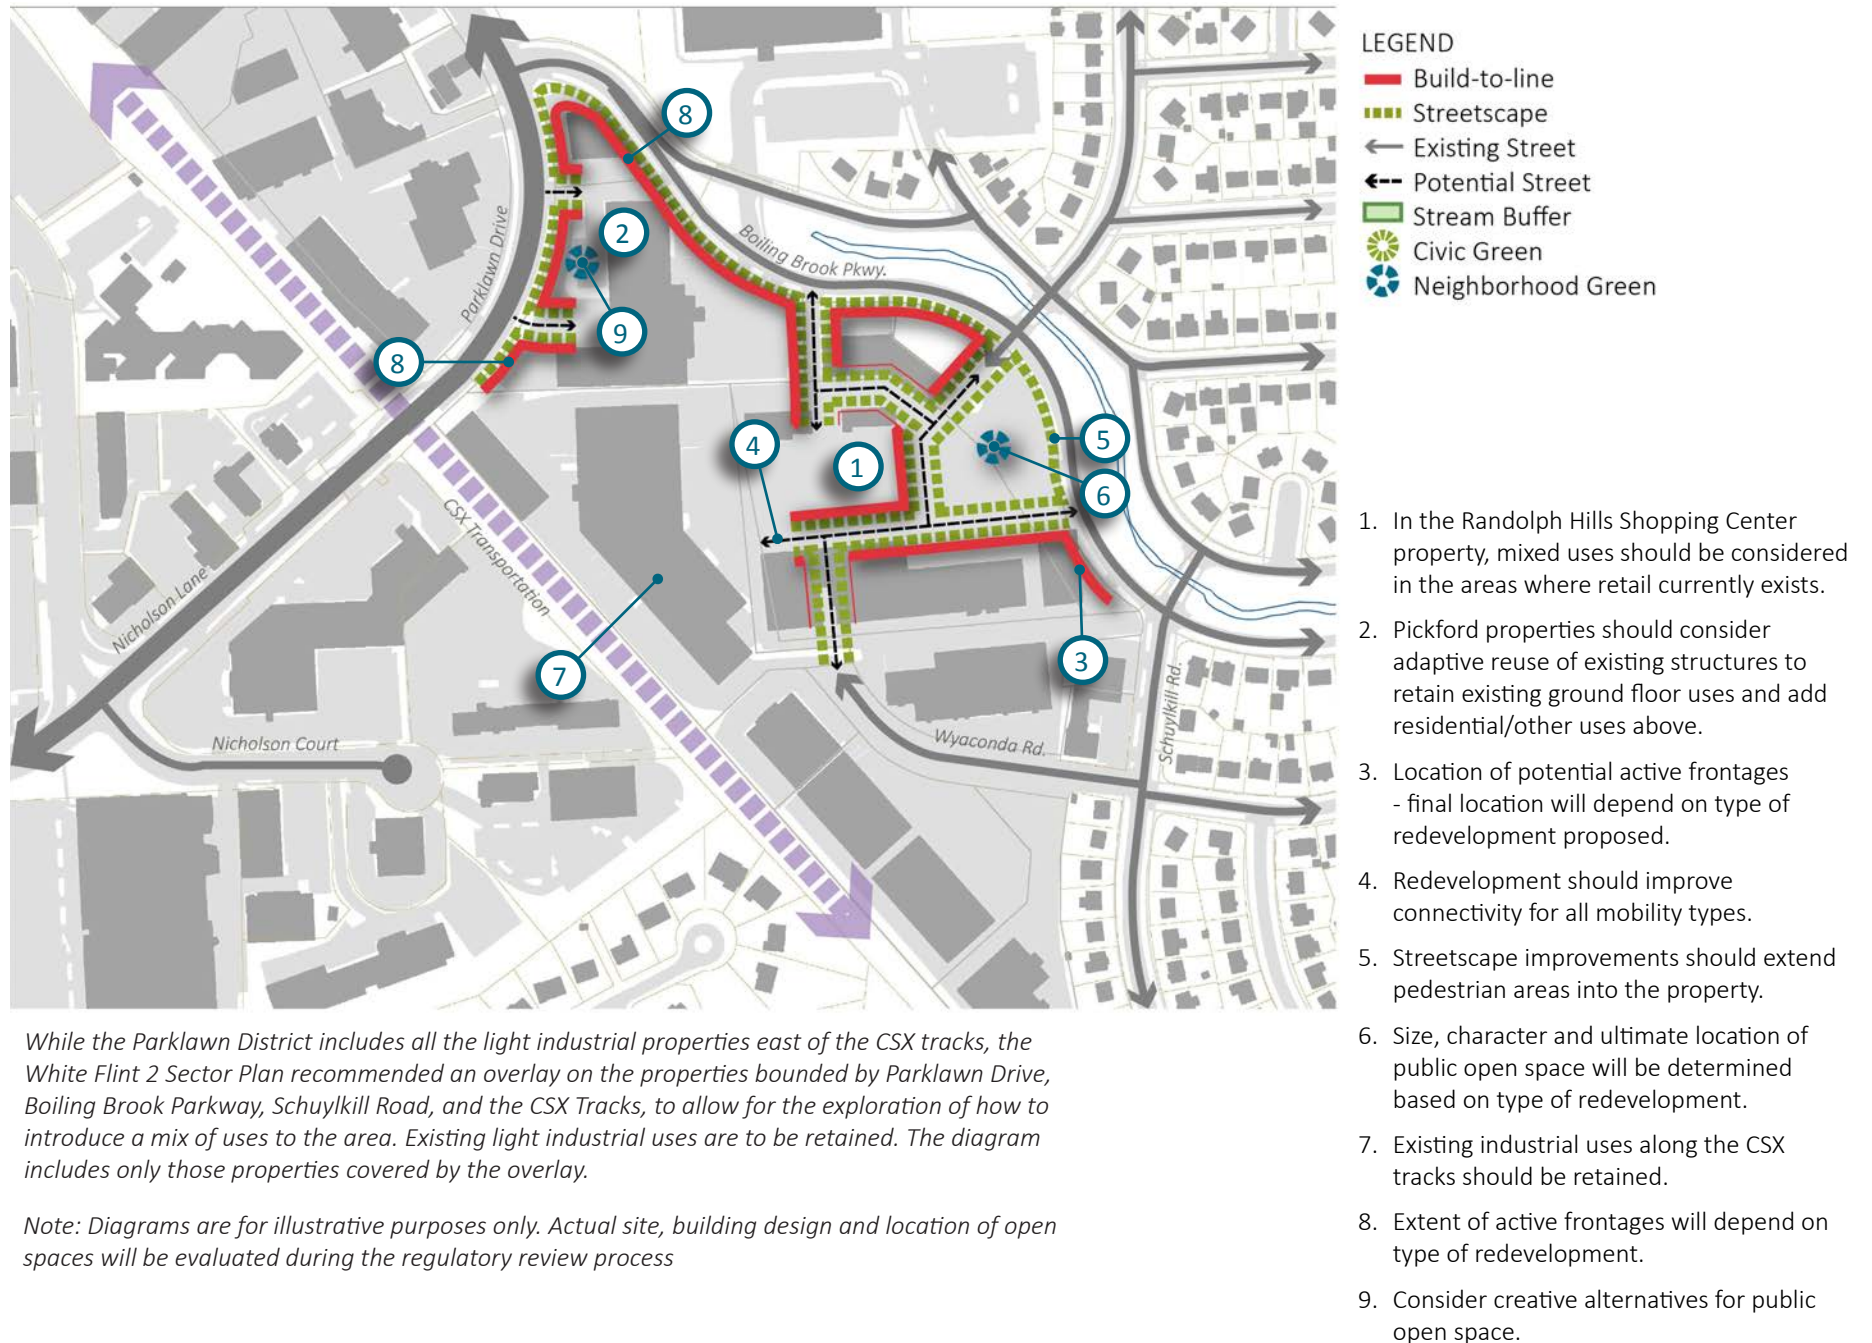 LEGEND
Build-to-line
Streetscape
Existing Street
Potential Street
Stream Buffer
Civic Green
Neighborhood Green
8
2
9
8
4
1
5
6
7
3
Parklawn Drive
Boiling Brook Pkwy.
CSX Transportation
Nicholson Lane
Nicholson Court
Wyaconda Rd.
Schuylkill Rd.
1. In the Randolph Hills Shopping Center
property, mixed uses should be considered
in the areas where retail currently exists.
2. Pickford properties should consider
adaptive reuse of existing structures to
retain existing ground floor uses and add
residential/other uses above.
3. Location of potential active frontages
- final location will depend on type of
redevelopment proposed.
4. Redevelopment should improve
connectivity for all mobility types.
5. Streetscape improvements should extend
pedestrian areas into the property.
6. Size, character and ultimate location of
public open space will be determined
based on type of redevelopment.
7. Existing industrial uses along the CSX
tracks should be retained.
8. Extent of active frontages will depend on
type of redevelopment.
9. Consider creative alternatives for public
open space.
While the Parklawn District includes all the light industrial properties east of the CSX tracks, the
White Flint 2 Sector Plan recommended an overlay on the properties bounded by Parklawn Drive,
Boiling Brook Parkway, Schuylkill Road, and the CSX Tracks, to allow for the exploration of how to
introduce a mix of uses to the area. Existing light industrial uses are to be retained. The diagram
includes only those properties covered by the overlay.
Note: Diagrams are for illustrative purposes only. Actual site, building design and location of open
spaces will be evaluated during the regulatory review process